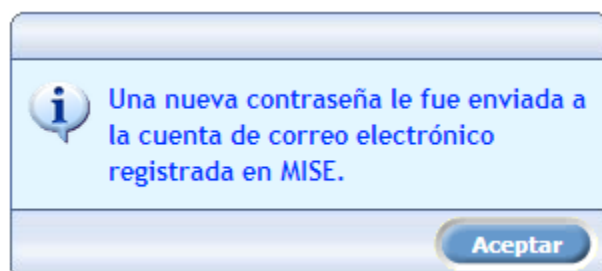 Una nueva contraseña le fue enviada a
la cuenta de correo electrónico
registrada en MISE.
Aceptar